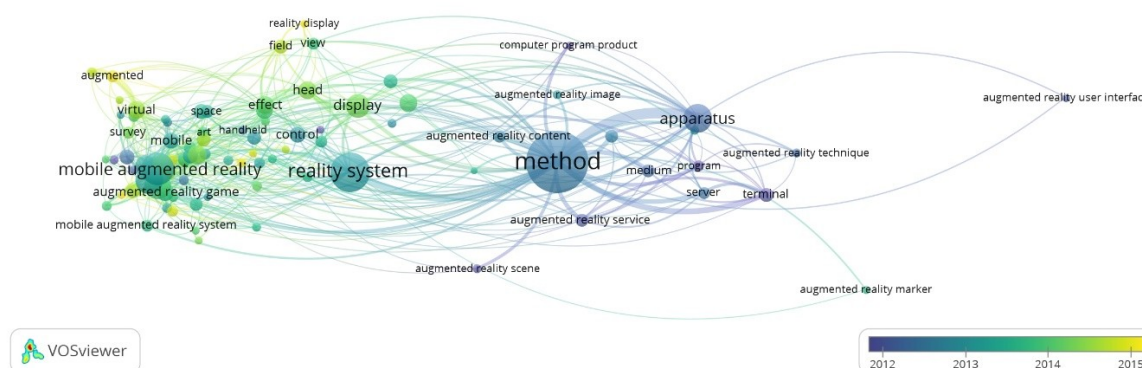 reality display
field
view
computer program product
augmented
head
augmented reality image
augmented reality user interfac
virtual
space
effect
display
apparatus
survey
mobile
art
handheld
control
augmented reality content
method
augmented reality technique
mobile augmented reality
reality system
medium
program
augmented reality game
server
terminal
mobile augmented reality system
augmented reality service
augmented reality scene
augmented reality marker
VOSviewer
2012
2013
2014
2015